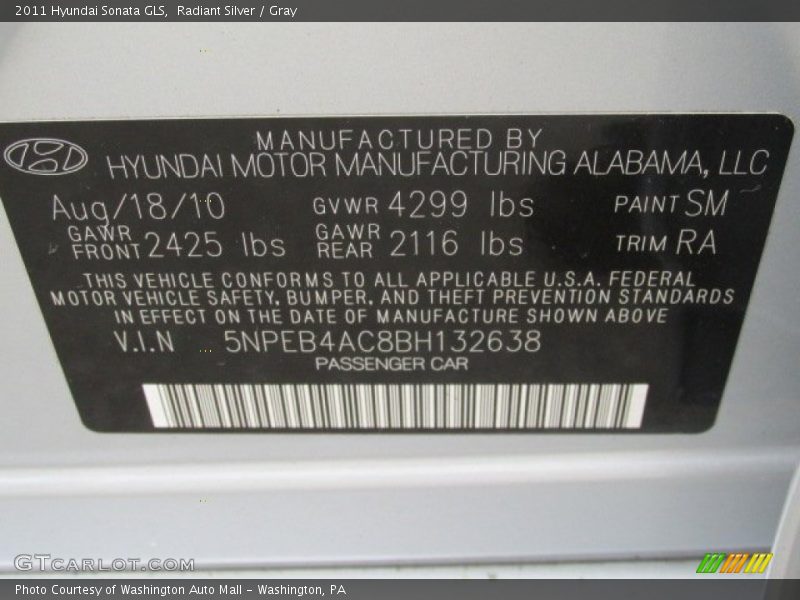 2011 Hyundai Sonata GLS, Radiant Silver / Gray
MANUFACTURED BY
HYUNDAI MOTOR MANUFACTURING ALABAMA, LLC
Aug/18/10 GVWR 4299 lbs PAINT SM
GAWR FRONT 2425 lbs GAWR REAR 2116 lbs TRIM RA
THIS VEHICLE CONFORMS TO ALL APPLICABLE U.S.A. FEDERAL
MOTOR VEHICLE SAFETY, BUMPER, AND THEFT PREVENTION STANDARDS
IN EFFECT ON THE DATE OF MANUFACTURE SHOWN ABOVE
V.I.N 5NPEB4AC8BH132638
PASSENGER CAR
GTCARLOT.COM
Photo Courtesy of Washington Auto Mall - Washington, PA